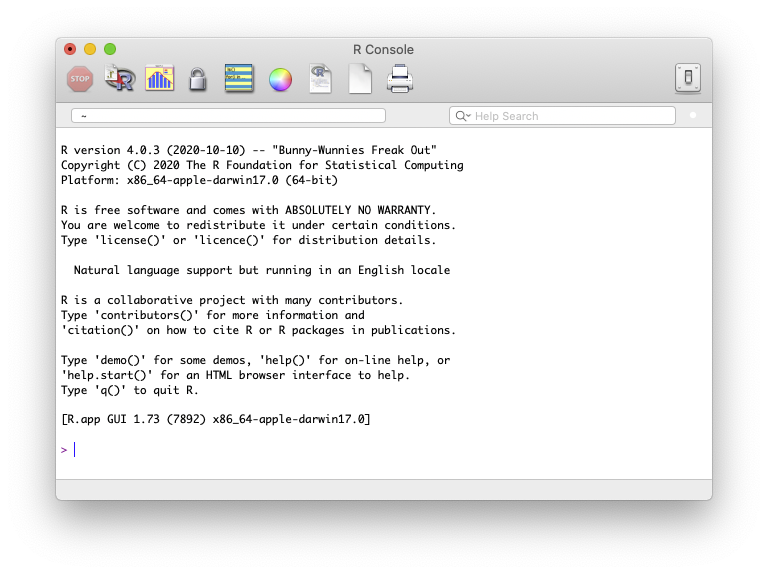 R Console
STOP
R
~
Help Search
R version 4.0.3 (2020-10-10) -- "Bunny-Wunnies Freak Out"
Copyright (C) 2020 The R Foundation for Statistical Computing
Platform: x86_64-apple-darwin17.0 (64-bit)
R is free software and comes with ABSOLUTELY NO WARRANTY.
You are welcome to redistribute it under certain conditions.
Type 'license()' or 'licence()' for distribution details.
Natural language support but running in an English locale
R is a collaborative project with many contributors.
Type 'contributors()' for more information and
'citation()' on how to cite R or R packages in publications.
Type 'demo()' for some demos, 'help()' for on-line help, or
'help.start()' for an HTML browser interface to help.
Type 'q()' to quit R.
[R.app GUI 1.73 (7892) x86_64-apple-darwin17.0]
>